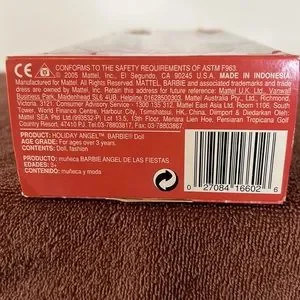 CE
CONFORMS TO THE SAFETY REQUIREMENTS OF ASTM F963.
© 2005 Mattel, Inc., El Segundo, CA 90245 U.S.A. MADE IN INDONESIA.
Mattel, Inc. All Rights Reserved. MATTEL, BARBIE and associated trademarks and trade
dress are owned by Mattel, Inc. Retain this address for future reference: Mattel U.K. Ltd., Vanwall
Business Park, Maidenhead SL6 4UB. Helpline 01628500303. Mattel Australia Pty., Ltd., Richmond,
Victoria. 3121. Consumer Advisory Service - 1300 135 312. Mattel East Asia Ltd., Room 1106, South
Tower, World Finance Centre, Harbour City, Tsimshatsui, HK, China. Diimport & Diedarkan Oleh: Mattel
SEA Ptd Ltd.(993532-P) Lot 13.5, 13th Floor, Menara Lien Hoe, Persiaran Tropicana Golf
Country Resort, 47410 PJ. Tel:03-78803817, Fax:03-78803867.
PRODUCT: HOLIDAY ANGEL™ BARBIE® Doll
AGE GRADE: For ages over 3 years.
CONTENTS: Doll, fashion
PRODUCTO: muñeca BARBIE ÁNGEL DE LAS FIESTAS
EDADES: 3+
CONTENIDO: muñeca y moda
0 27084 16602 6